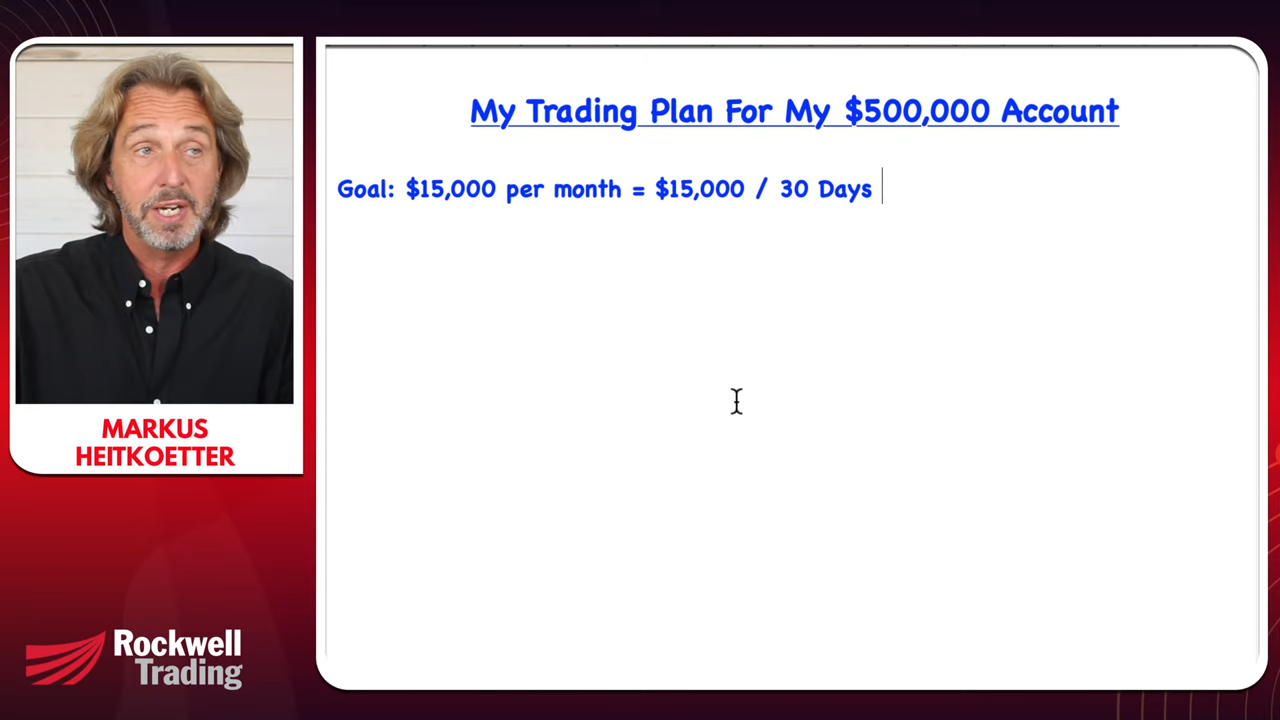 My Trading Plan For My $500,000 Account
Goal: $15,000 per month = $15,000 / 30 Days
MARKUS
HEITKOETTER
Rockwell
Trading